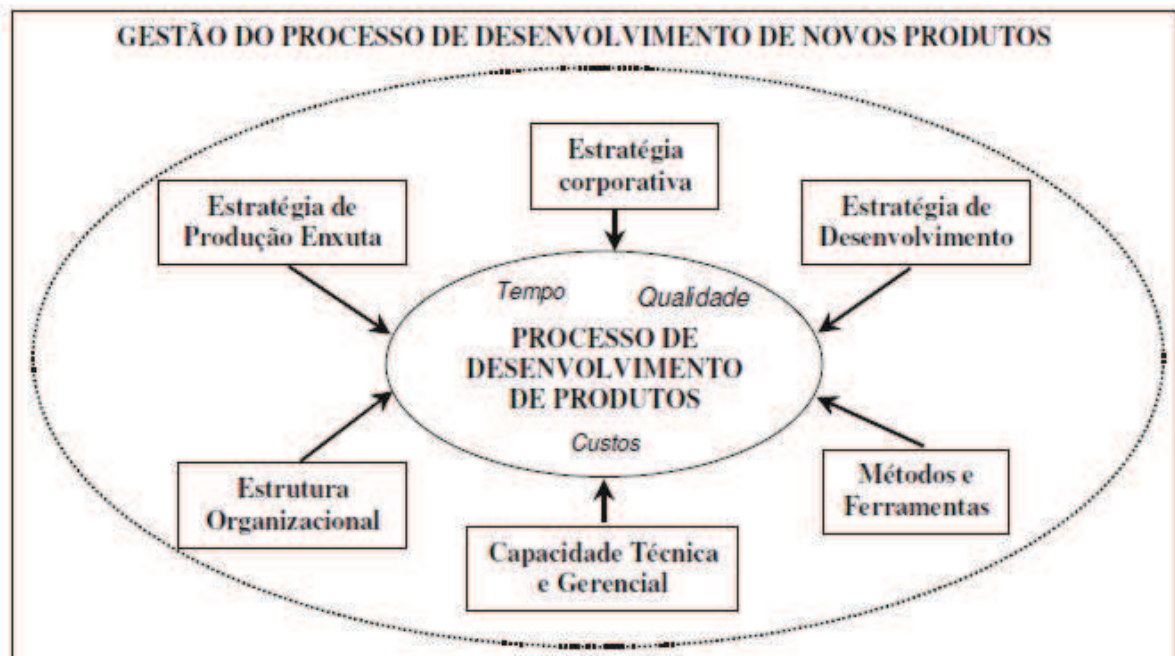 GESTÃO DO PROCESSO DE DESENVOLVIMENTO DE NOVOS PRODUTOS
Estratégia
corporativa
Estratégia de
Produção Enxuta
Estratégia de
Desenvolvimento
Tempo
Qualidade
PROCESSO DE
DESENVOLVIMENTO
DE PRODUTOS
Custos
Estrutura
Organizacional
Capacidade Técnica
e Gerencial
Métodos e
Ferramentas